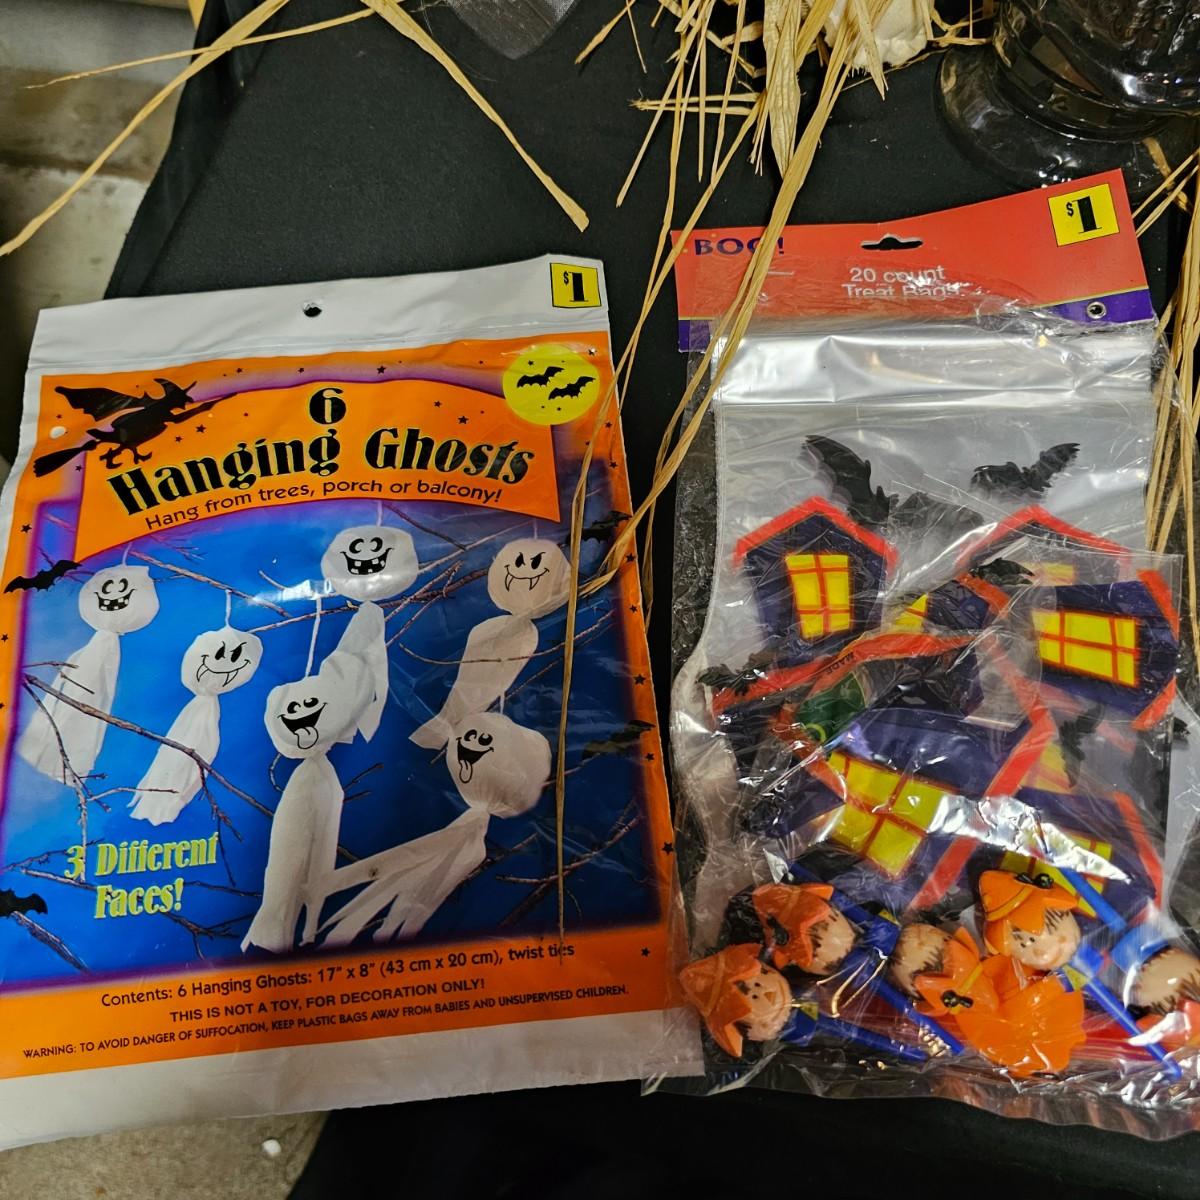 $1
6
Hanging Ghosts
Hang from trees, porch or balcony!
3 Different
Faces!
Contents: 6 Hanging Ghosts: 17" x 8" (43 cm x 20 cm), twist ties
THIS IS NOT A TOY, FOR DECORATION ONLY!
WARNING: TO AVOID DANGER OF SUFFOCATION, KEEP PLASTIC BAGS AWAY FROM BABIES AND UNSUPERVISED CHILDREN.
BOO!
$1
20 count
Treat Bags
MADE